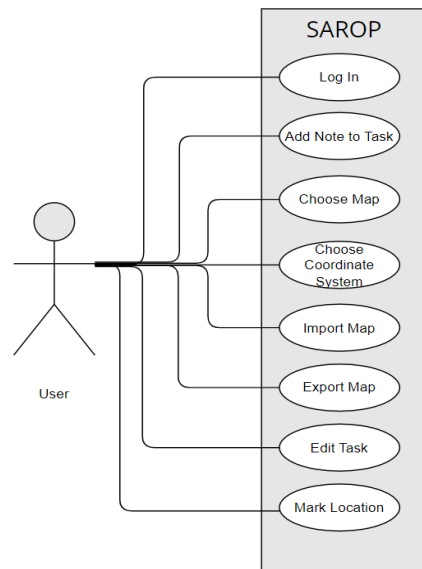 SAROP
Log In
Add Note to Task
Choose Map
Choose
Coordinate
System
Import Map
Export Map
User
Edit Task
Mark Location